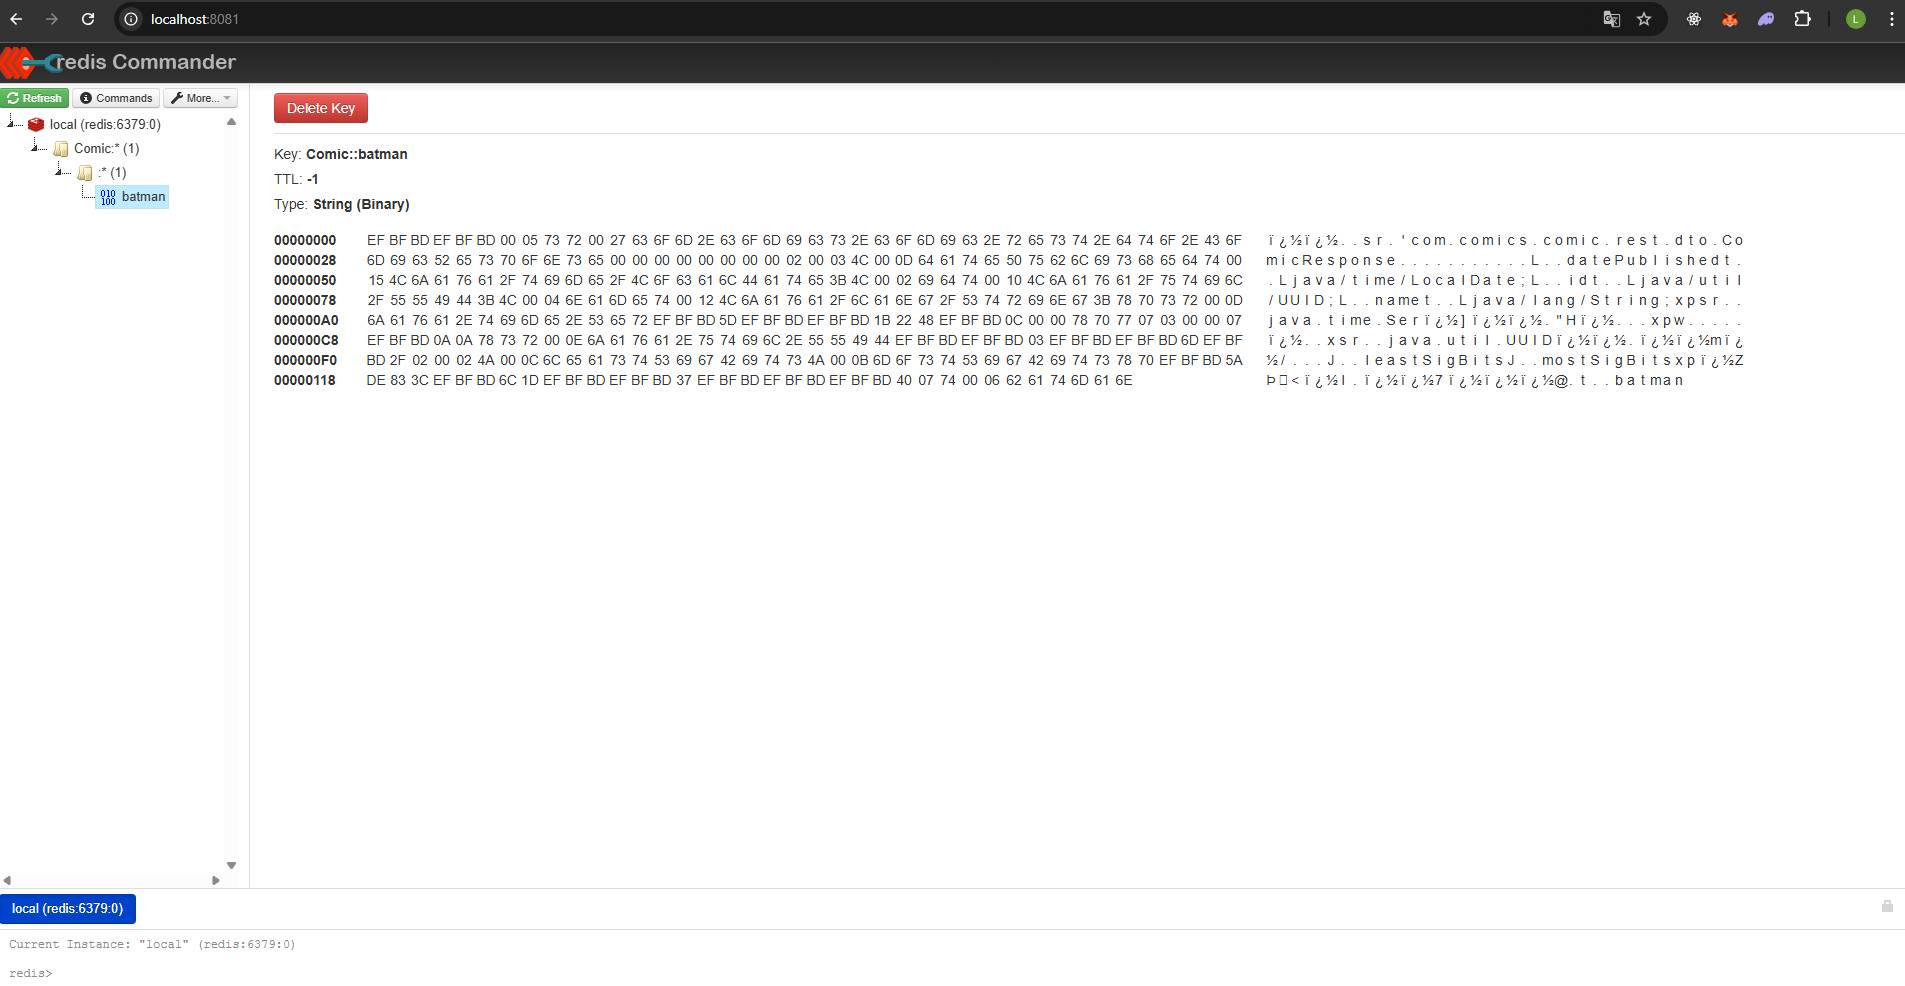 localhost:8081
L
redis Commander
Refresh Commands More...
local (redis:6379:0)
Comic:* (1)
:* (1)
010
100 batman
Delete Key
Key: Comic::batman
TTL: -1
Type: String (Binary)
00000000 EF BF BD EF BF BD 00 05 73 72 00 27 63 6F 6D 2E 63 6F 6D 69 63 73 2E 63 6F 6D 69 63 2E 72 65 73 74 2E 64 74 6F 2E 43 6F ï¿½ï¿½..sr.'com.comics.comic.rest.dto.Co
00000028 6D 69 63 52 65 73 70 6F 6E 73 65 00 00 00 00 00 00 00 00 02 00 03 4C 00 0D 64 61 74 65 50 75 62 6C 69 73 68 65 64 74 00 micResponse...........L..datePublishedt.
00000050 15 4C 6A 61 76 61 2F 74 69 6D 65 2F 4C 6F 63 61 6C 44 61 74 65 3B 4C 00 02 69 64 74 00 10 4C 6A 61 76 61 2F 75 74 69 6C .Ljava/time/LocalDate;L..idt..Ljava/util
00000078 2F 55 55 49 44 3B 4C 00 04 6E 61 6D 65 74 00 12 4C 6A 61 76 61 2F 6C 61 6E 67 2F 53 74 72 69 6E 67 3B 78 70 73 72 00 0D /UUID;L..namet..Ljava/lang/String;xpsr..
000000A0 6A 61 76 61 2E 74 69 6D 65 2E 53 65 72 EF BF BD 5D EF BF BD EF BF BD 1B 22 48 EF BF BD 0C 00 00 78 70 77 07 03 00 00 07 java.time.Serï¿½]ï¿½ï¿½."Hï¿½...xpw.....
000000C8 EF BF BD 0A 0A 78 73 72 00 0E 6A 61 76 61 2E 75 74 69 6C 2E 55 55 49 44 EF BF BD EF BF BD 03 EF BF BD EF BF BD 6D EF BF ï¿½..xsr..java.util.UUIDï¿½ï¿½.ï¿½ï¿½mï¿
000000F0 BD 2F 02 00 02 4A 00 0C 6C 65 61 73 74 53 69 67 42 69 74 73 4A 00 0B 6D 6F 73 74 53 69 67 42 69 74 73 78 70 EF BF BD 5A ½/...J..leastSigBitsJ..mostSigBitsxpï¿½Z
00000118 DE 83 3C EF BF BD 6C 1D EF BF BD EF BF BD 37 EF BF BD EF BF BD EF BF BD 40 07 74 00 06 62 61 74 6D 61 6E Þ<ï¿½l.ï¿½ï¿½7ï¿½ï¿½ï¿½@.t..batman
local (redis:6379:0)
Current Instance: "local" (redis:6379:0)
redis>